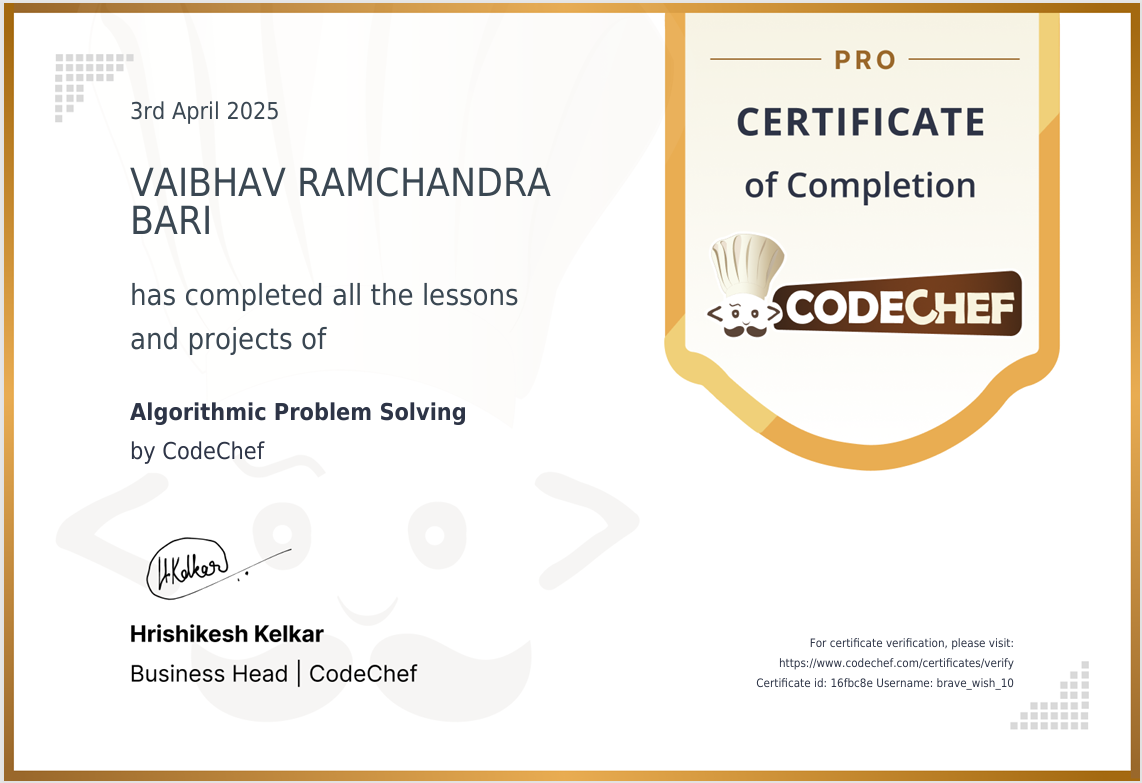 3rd April 2025
VAIBHAV RAMCHANDRA
BARI
has completed all the lessons
and projects of
Algorithmic Problem Solving
by CodeChef
H.Kelkar
Hrishikesh Kelkar
Business Head | CodeChef
PRO
CERTIFICATE
of Completion
CODECHEF
For certificate verification, please visit:
https://www.codechef.com/certificates/verify
Certificate id: 16fbc8e Username: brave_wish_10